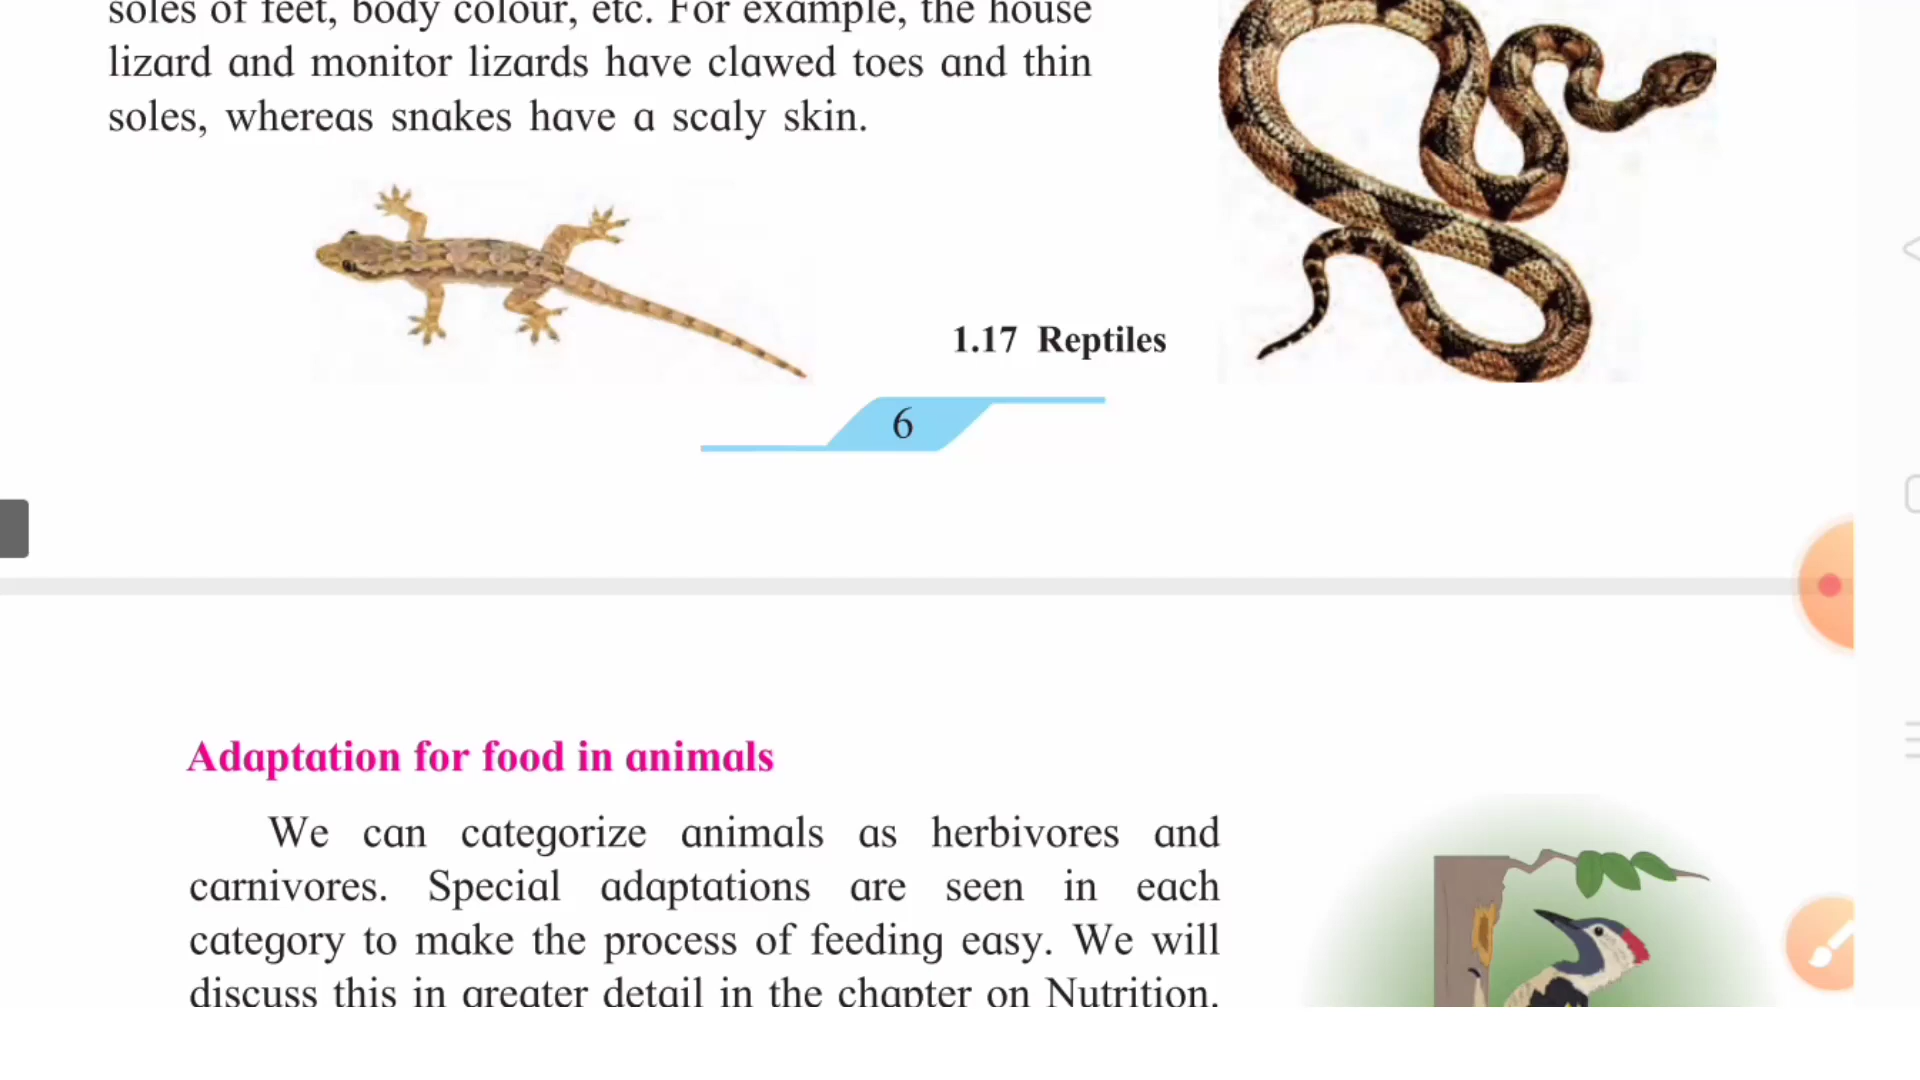 soles of feet, body colour, etc. For example, the house
lizard and monitor lizards have clawed toes and thin
soles, whereas snakes have a scaly skin.
1.17 Reptiles
6
Adaptation for food in animals
We can categorize animals as herbivores and
carnivores. Special adaptations are seen in each
category to make the process of feeding easy. We will
discuss this in greater detail in the chapter on Nutrition.